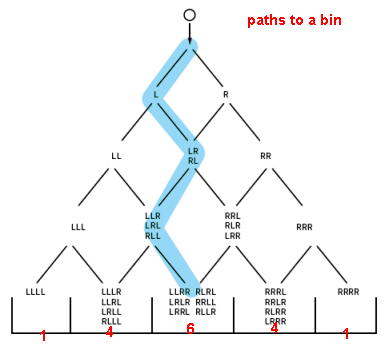 paths to a bin
L R
LL LR RL RR
LLL LLR LRL RLL RRL RLR LRR RRR
LLLL LLLR LLRR RLRL RRRL RRRR
LLRL LRLR RRLL RRLR
LRLL LRRL RLLR RLRR
RLLL LRRR
1 4 6 4 1